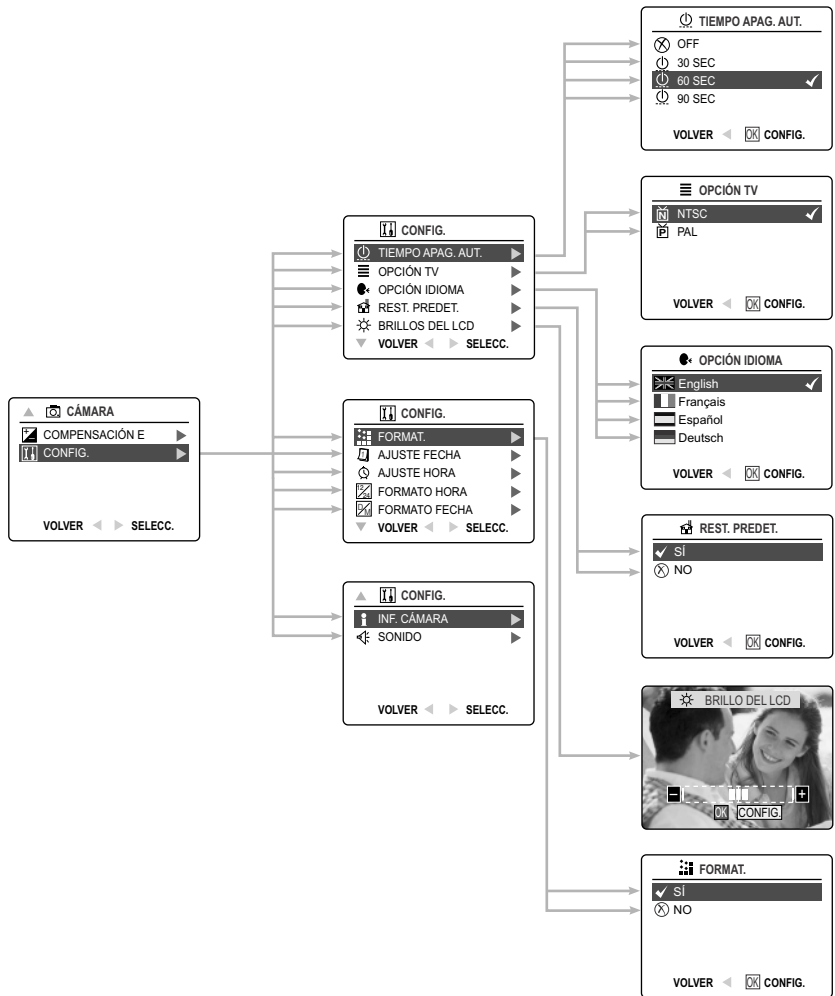 CÁMARA
COMPENSACIÓN E
CONFIG.
VOLVER SELECC.
CONFIG.
TIEMPO APAG. AUT.
OPCIÓN TV
OPCIÓN IDIOMA
REST. PREDET.
BRILLOS DEL LCD
VOLVER SELECC.
CONFIG.
FORMAT.
AJUSTE FECHA
AJUSTE HORA
12/24 FORMATO HORA
D/M FORMATO FECHA
VOLVER SELECC.
CONFIG.
INF. CÁMARA
SONIDO
VOLVER SELECC.
TIEMPO APAG. AUT.
OFF
30 SEC
60 SEC
90 SEC
VOLVER OK CONFIG.
OPCIÓN TV
N NTSC
P PAL
VOLVER OK CONFIG.
OPCIÓN IDIOMA
English
Français
Español
Deutsch
VOLVER OK CONFIG.
REST. PREDET.
SÍ
NO
VOLVER OK CONFIG.
BRILLO DEL LCD
OK CONFIG.
FORMAT.
SÍ
NO
VOLVER OK CONFIG.